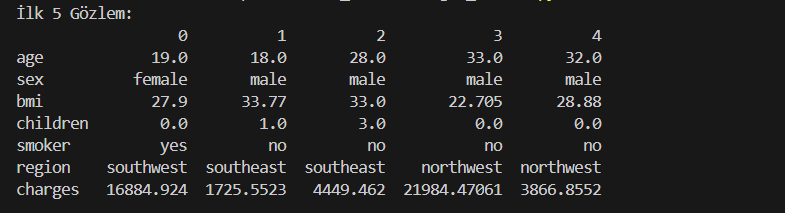 İlk 5 Gözlem:
0 1 2 3 4
age 19.0 18.0 28.0 33.0 32.0
sex female male male male male
bmi 27.9 33.77 33.0 22.705 28.88
children 0.0 1.0 3.0 0.0 0.0
smoker yes no no no no
region southwest southeast southeast northwest northwest
charges 16884.924 1725.5523 4449.462 21984.47061 3866.8552